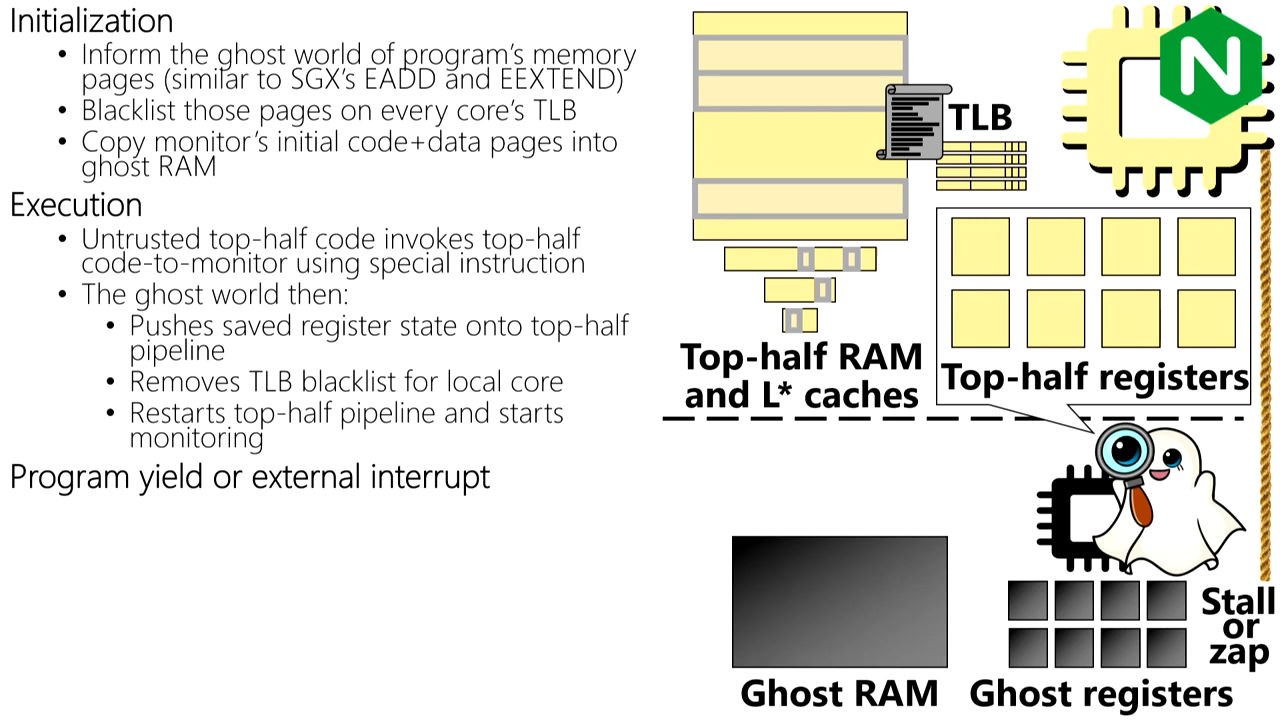 Initialization
• Inform the ghost world of program's memory
pages (similar to SGX's EADD and EEXTEND)
• Blacklist those pages on every core's TLB
• Copy monitor's initial code+data pages into
ghost RAM
Execution
• Untrusted top-half code invokes top-half
code-to-monitor using special instruction
• The ghost world then:
• Pushes saved register state onto top-half
pipeline
• Removes TLB blacklist for local core
• Restarts top-half pipeline and starts
monitoring
Program yield or external interrupt
TLB
N
Top-half RAM
and L* caches
Top-half registers
Ghost RAM
Ghost registers
Stall
or
zap